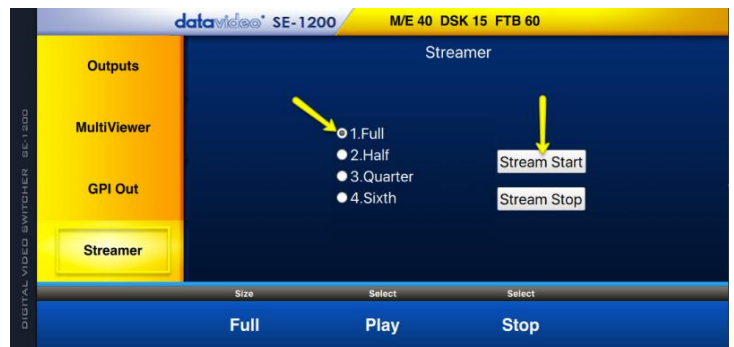 datavideo SE-1200
M/E 40 DSK 15 FTB 60
DIGITAL VIDEO SWITCHER SE-1200
Outputs
MultiViewer
GPI Out
Streamer
Streamer
1.Full
2.Half
3.Quarter
4.Sixth
Stream Start
Stream Stop
Size
Select
Select
Full
Play
Stop